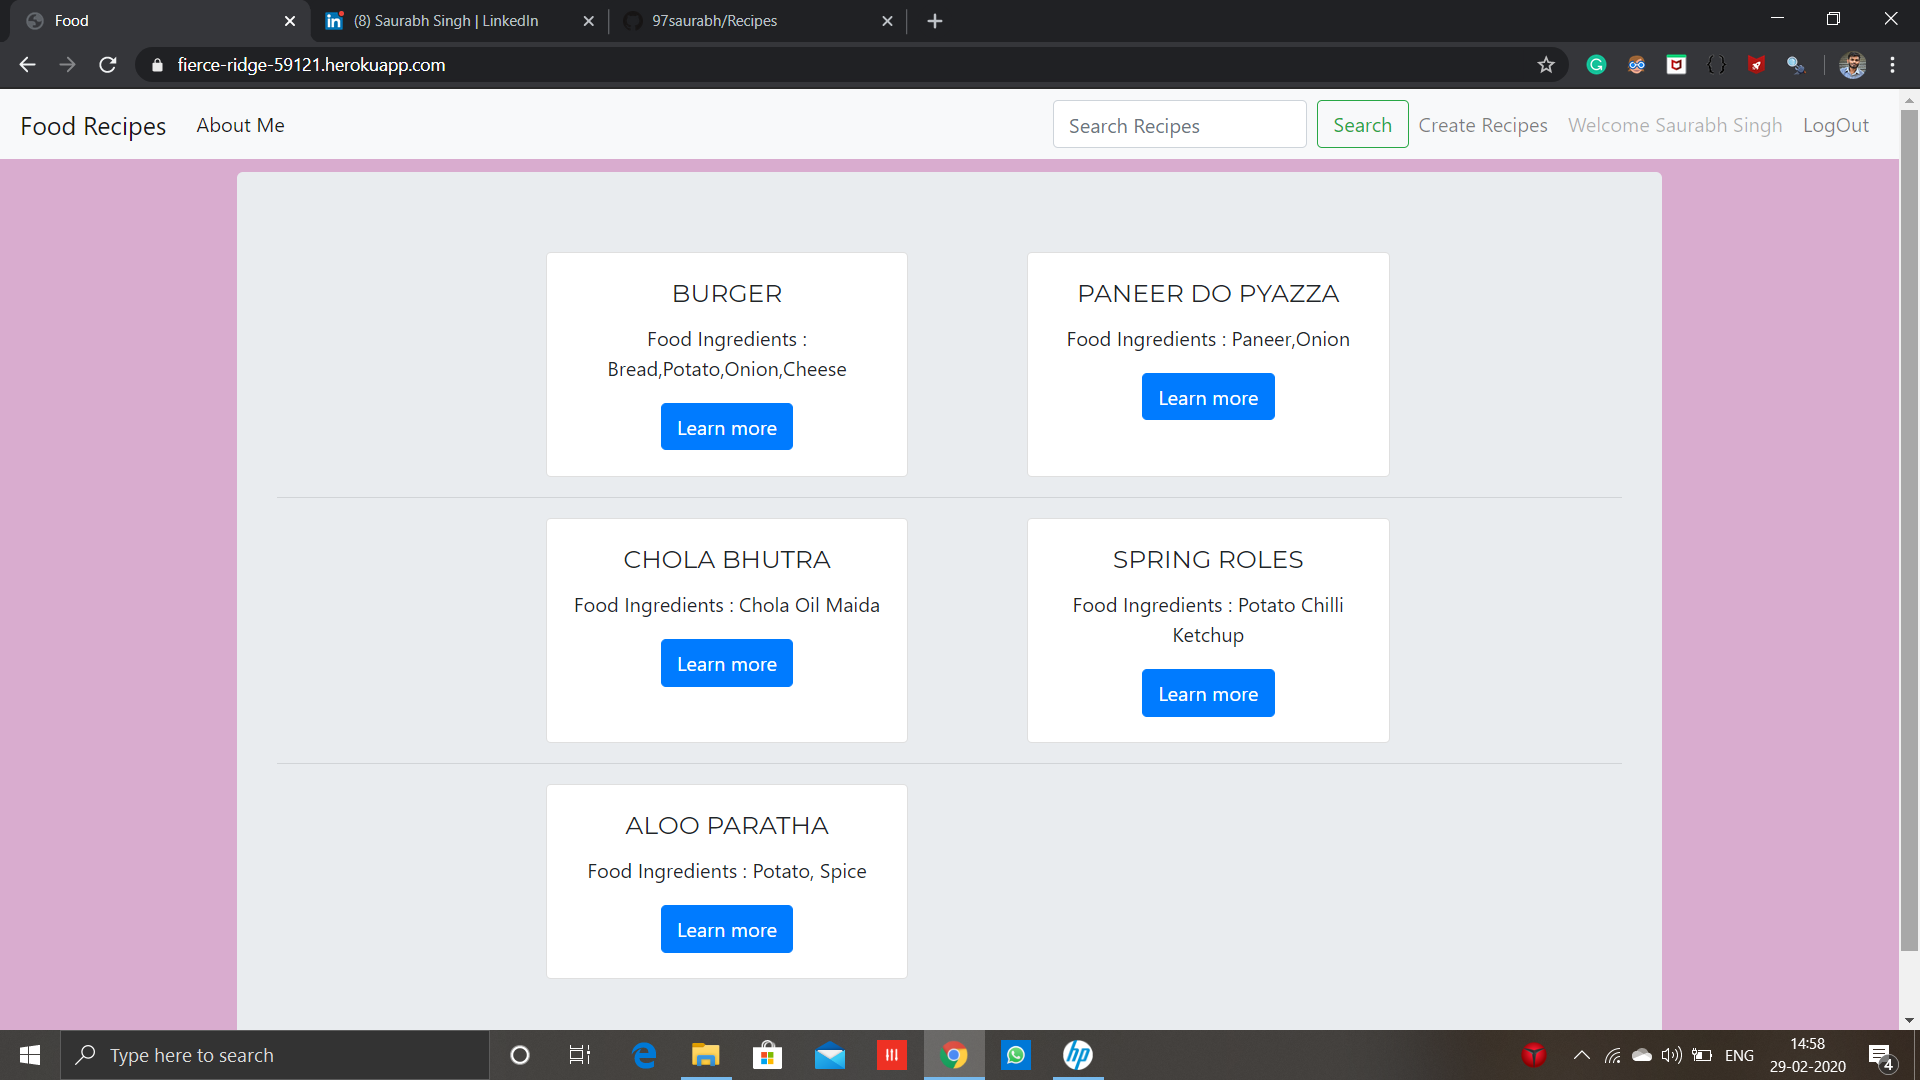 Food
(8) Saurabh Singh | LinkedIn
97saurabh/Recipes
fierce-ridge-59121.herokuapp.com
Food Recipes
About Me
Search Recipes
Search
Create Recipes
Welcome Saurabh Singh
LogOut
BURGER
Food Ingredients :
Bread,Potato,Onion,Cheese
Learn more
PANEER DO PYAZZA
Food Ingredients : Paneer,Onion
Learn more
CHOLA BHUTRA
Food Ingredients : Chola Oil Maida
Learn more
SPRING ROLES
Food Ingredients : Potato Chilli
Ketchup
Learn more
ALOO PARATHA
Food Ingredients : Potato, Spice
Learn more
Type here to search
ENG
14:58
29-02-2020
4